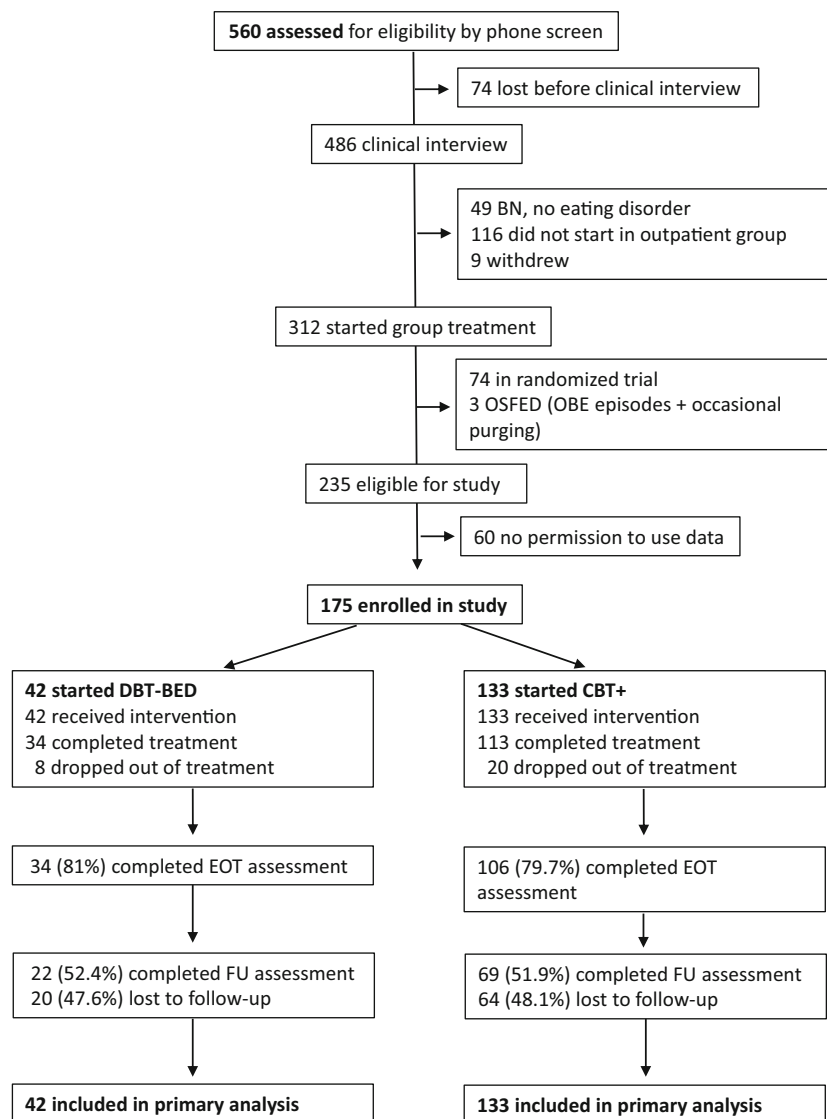 560 assessed for eligibility by phone screen
74 lost before clinical interview
486 clinical interview
49 BN, no eating disorder
116 did not start in outpatient group
9 withdrew
312 started group treatment
74 in randomized trial
3 OSFED (OBE episodes + occasional
purging)
235 eligible for study
60 no permission to use data
175 enrolled in study
42 started DBT-BED
42 received intervention
34 completed treatment
8 dropped out of treatment
133 started CBT+
133 received intervention
113 completed treatment
20 dropped out of treatment
34 (81%) completed EOT assessment
106 (79.7%) completed EOT
assessment
22 (52.4%) completed FU assessment
20 (47.6%) lost to follow-up
69 (51.9%) completed FU assessment
64 (48.1%) lost to follow-up
42 included in primary analysis
133 included in primary analysis